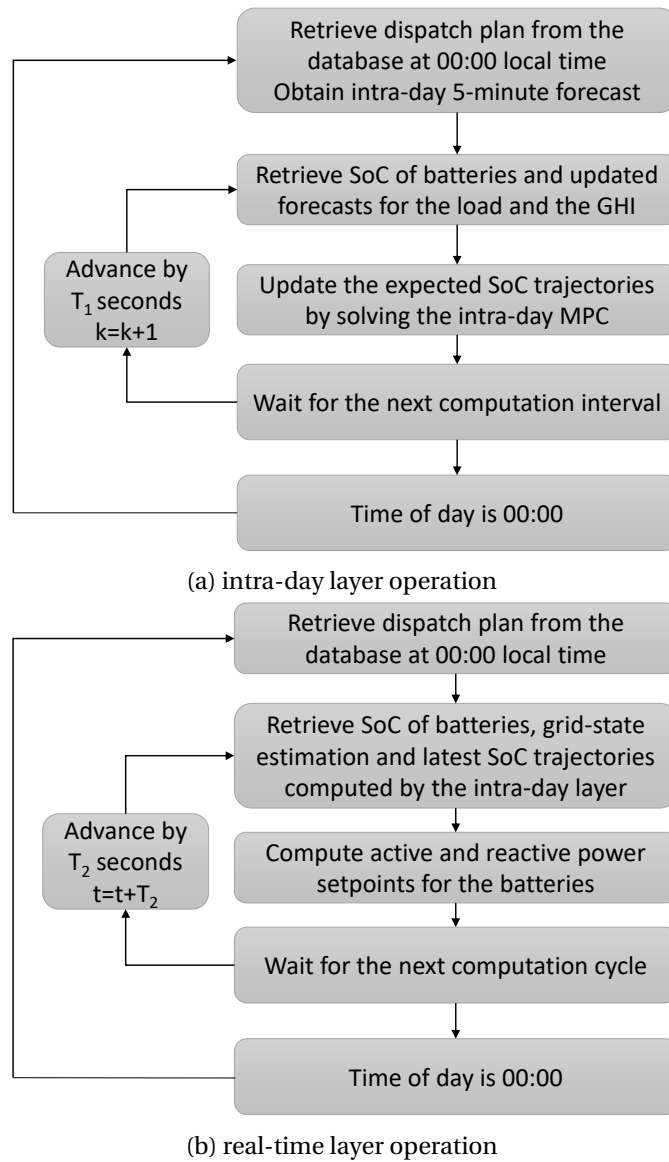 Retrieve dispatch plan from the
database at 00:00 local time
Obtain intra-day 5-minute forecast
Retrieve SoC of batteries and updated
forecasts for the load and the GHI
Advance by
T₁ seconds
k=k+1
Update the expected SoC trajectories
by solving the intra-day MPC
Wait for the next computation interval
Time of day is 00:00
(a) intra-day layer operation
Retrieve dispatch plan from the
database at 00:00 local time
Retrieve SoC of batteries, grid-state
estimation and latest SoC trajectories
computed by the intra-day layer
Advance by
T₂ seconds
t=t+T₂
Compute active and reactive power
setpoints for the batteries
Wait for the next computation cycle
Time of day is 00:00
(b) real-time layer operation